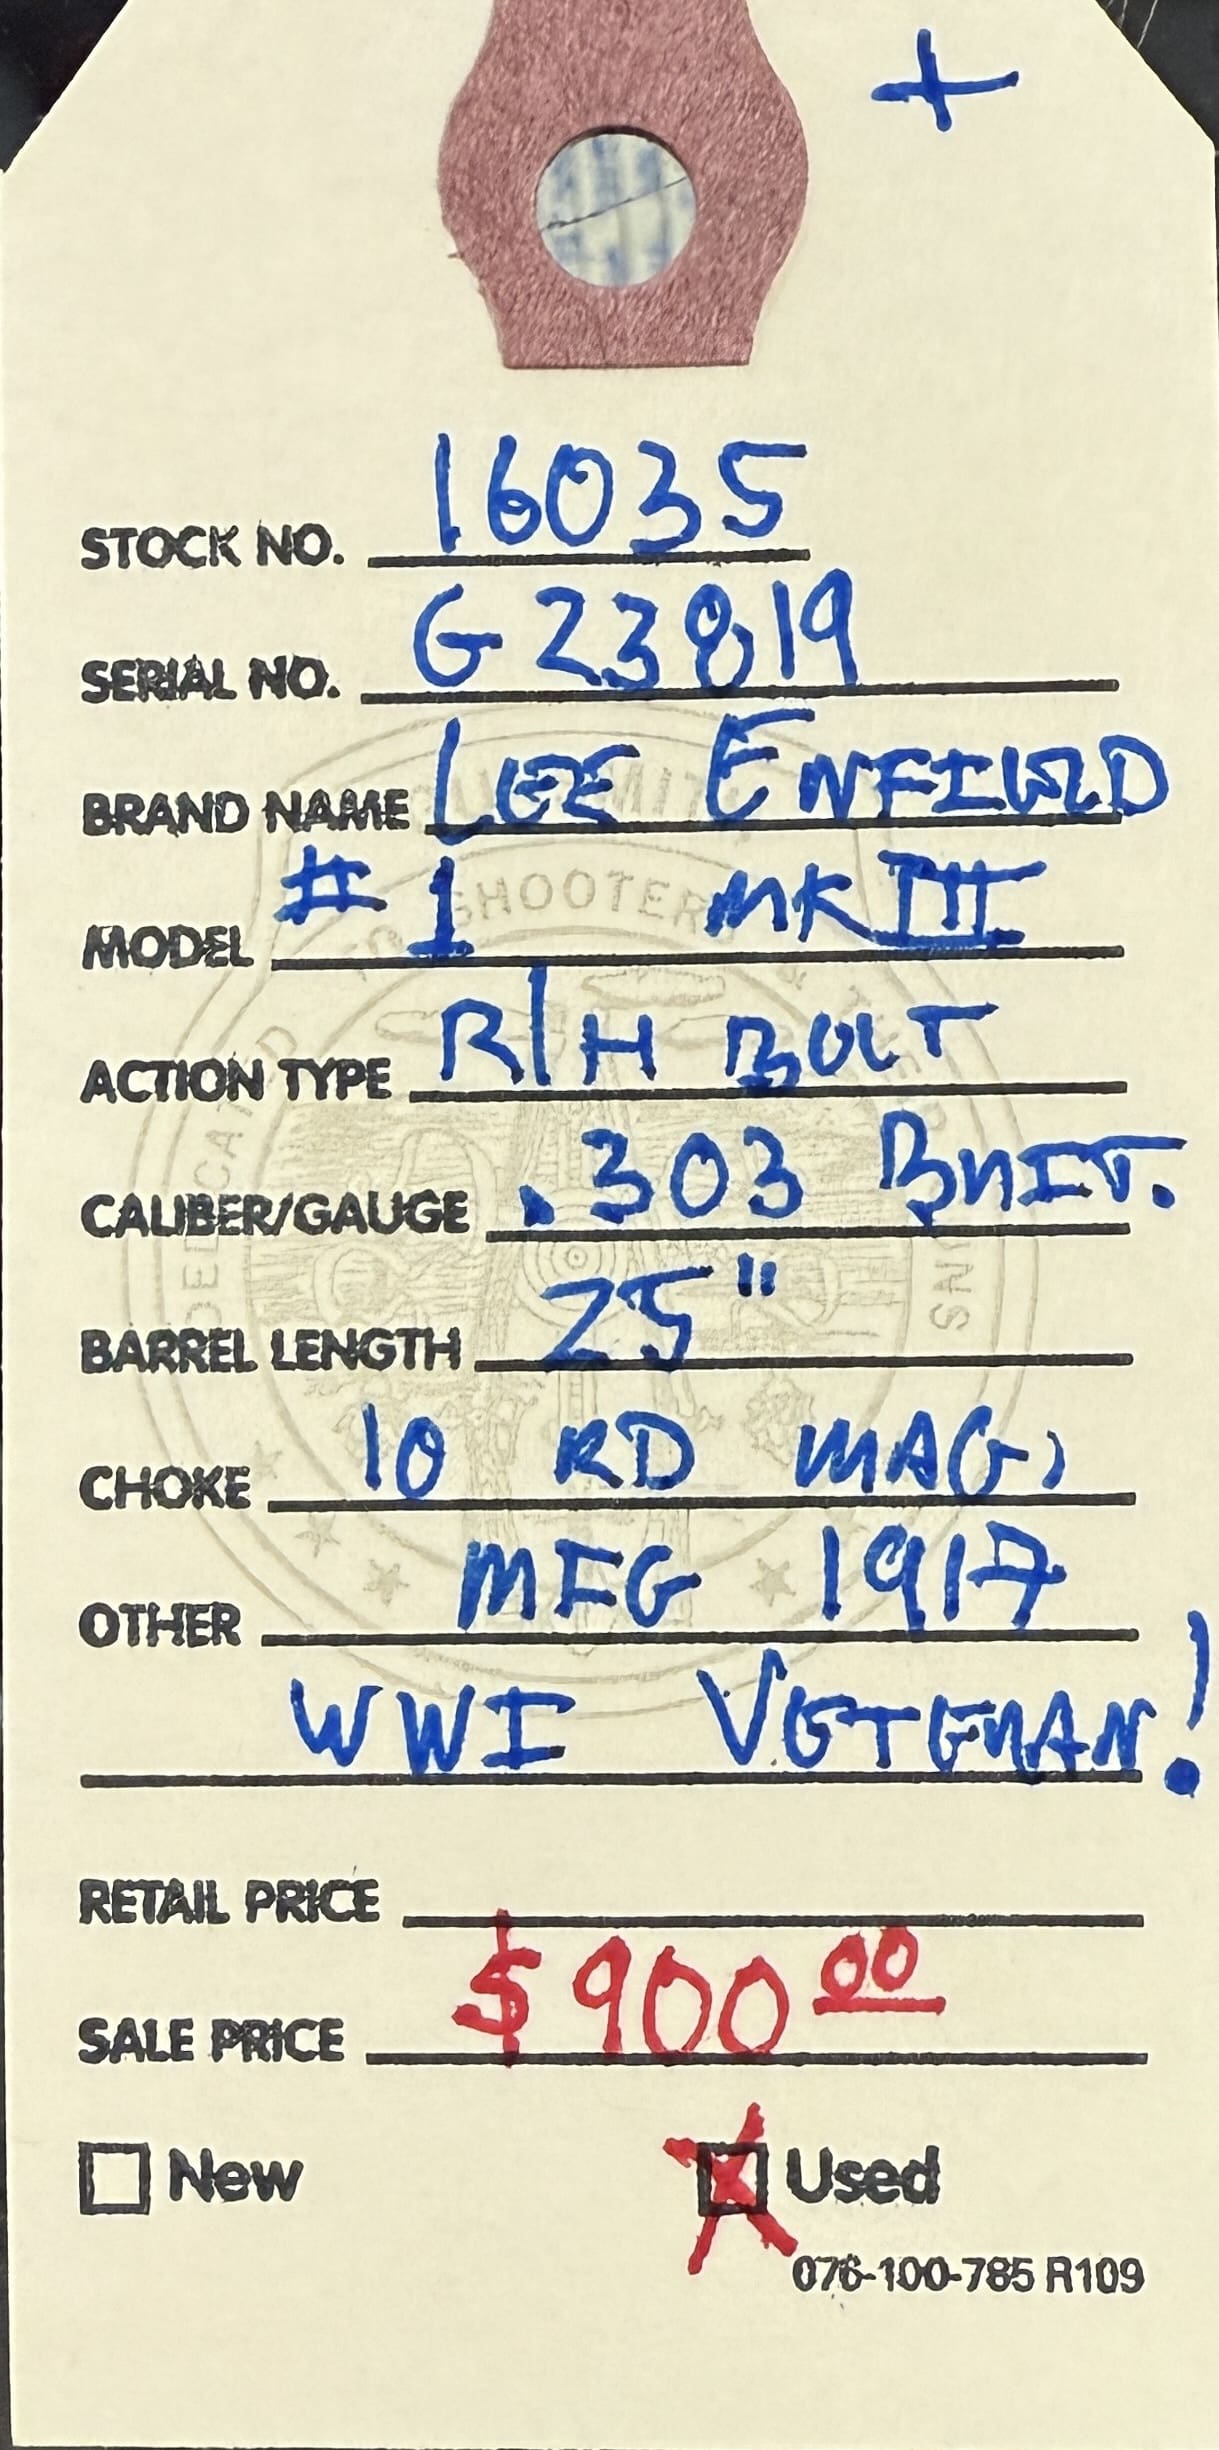 +
STOCK NO. 16035
SERIAL NO. G23819
BRAND NAME LEE ENFIELD
MODEL #1 MKIII
ACTION TYPE R/H BOLT
CALIBER/GAUGE .303 BRIT.
BARREL LENGTH 25"
CHOKE 10 RD MAG.
OTHER MFG 1917
WWI VETERAN!
RETAIL PRICE
SALE PRICE $900.00
New Used
076-100-785 R109
SHOOTERS